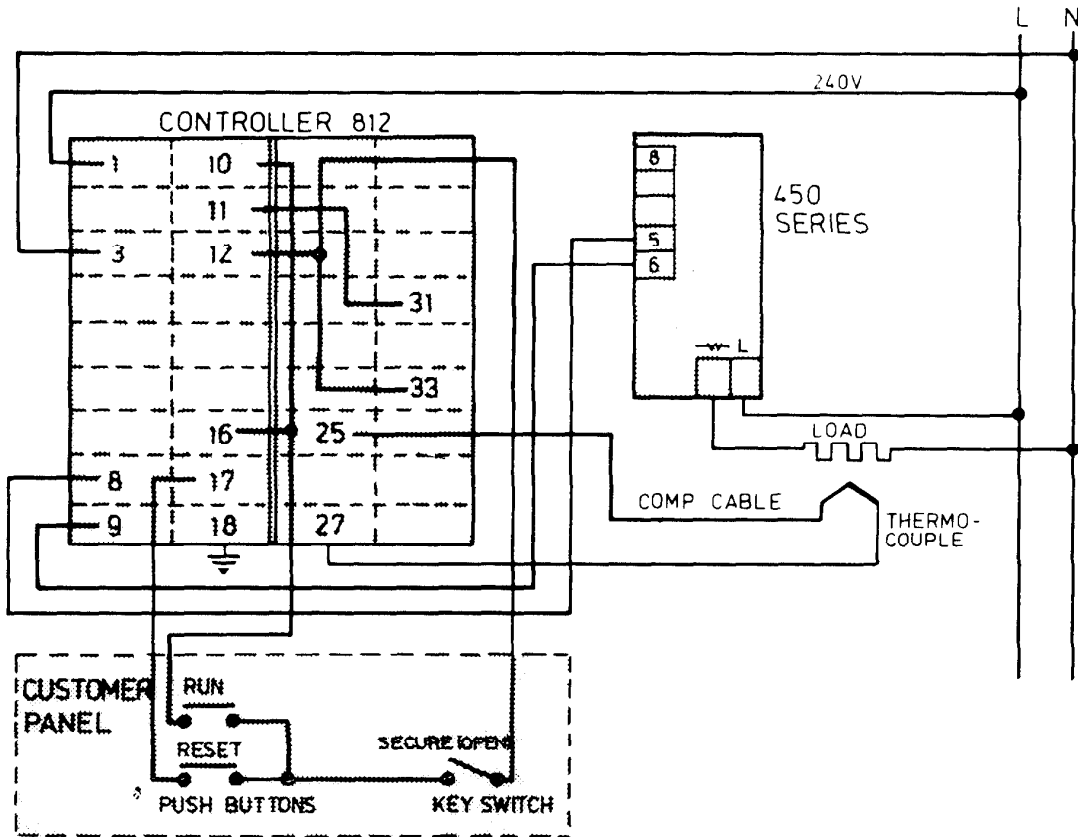 L N
240V
CONTROLLER 812
1 10
11
3 12
31
33
16 25
8 17
9 18 27
8
5
6
450
SERIES
L
LOAD
COMP CABLE
THERMO-
COUPLE
CUSTOMER
PANEL
RUN
RESET
SECURE (OPEN)
PUSH BUTTONS
KEY SWITCH